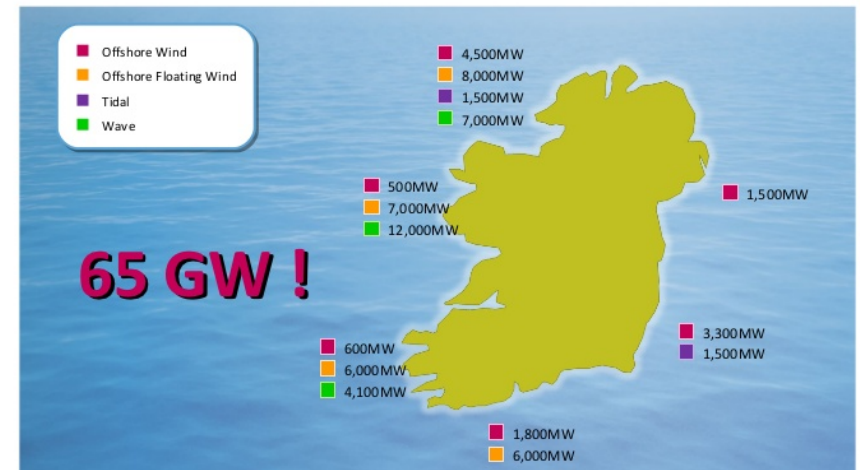 Offshore Wind
Offshore Floating Wind
Tidal
Wave
4,500MW
8,000MW
1,500MW
7,000MW
500MW
7,000MW
12,000MW
1,500MW
65 GW !
3,300MW
1,500MW
600MW
6,000MW
4,100MW
1,800MW
6,000MW